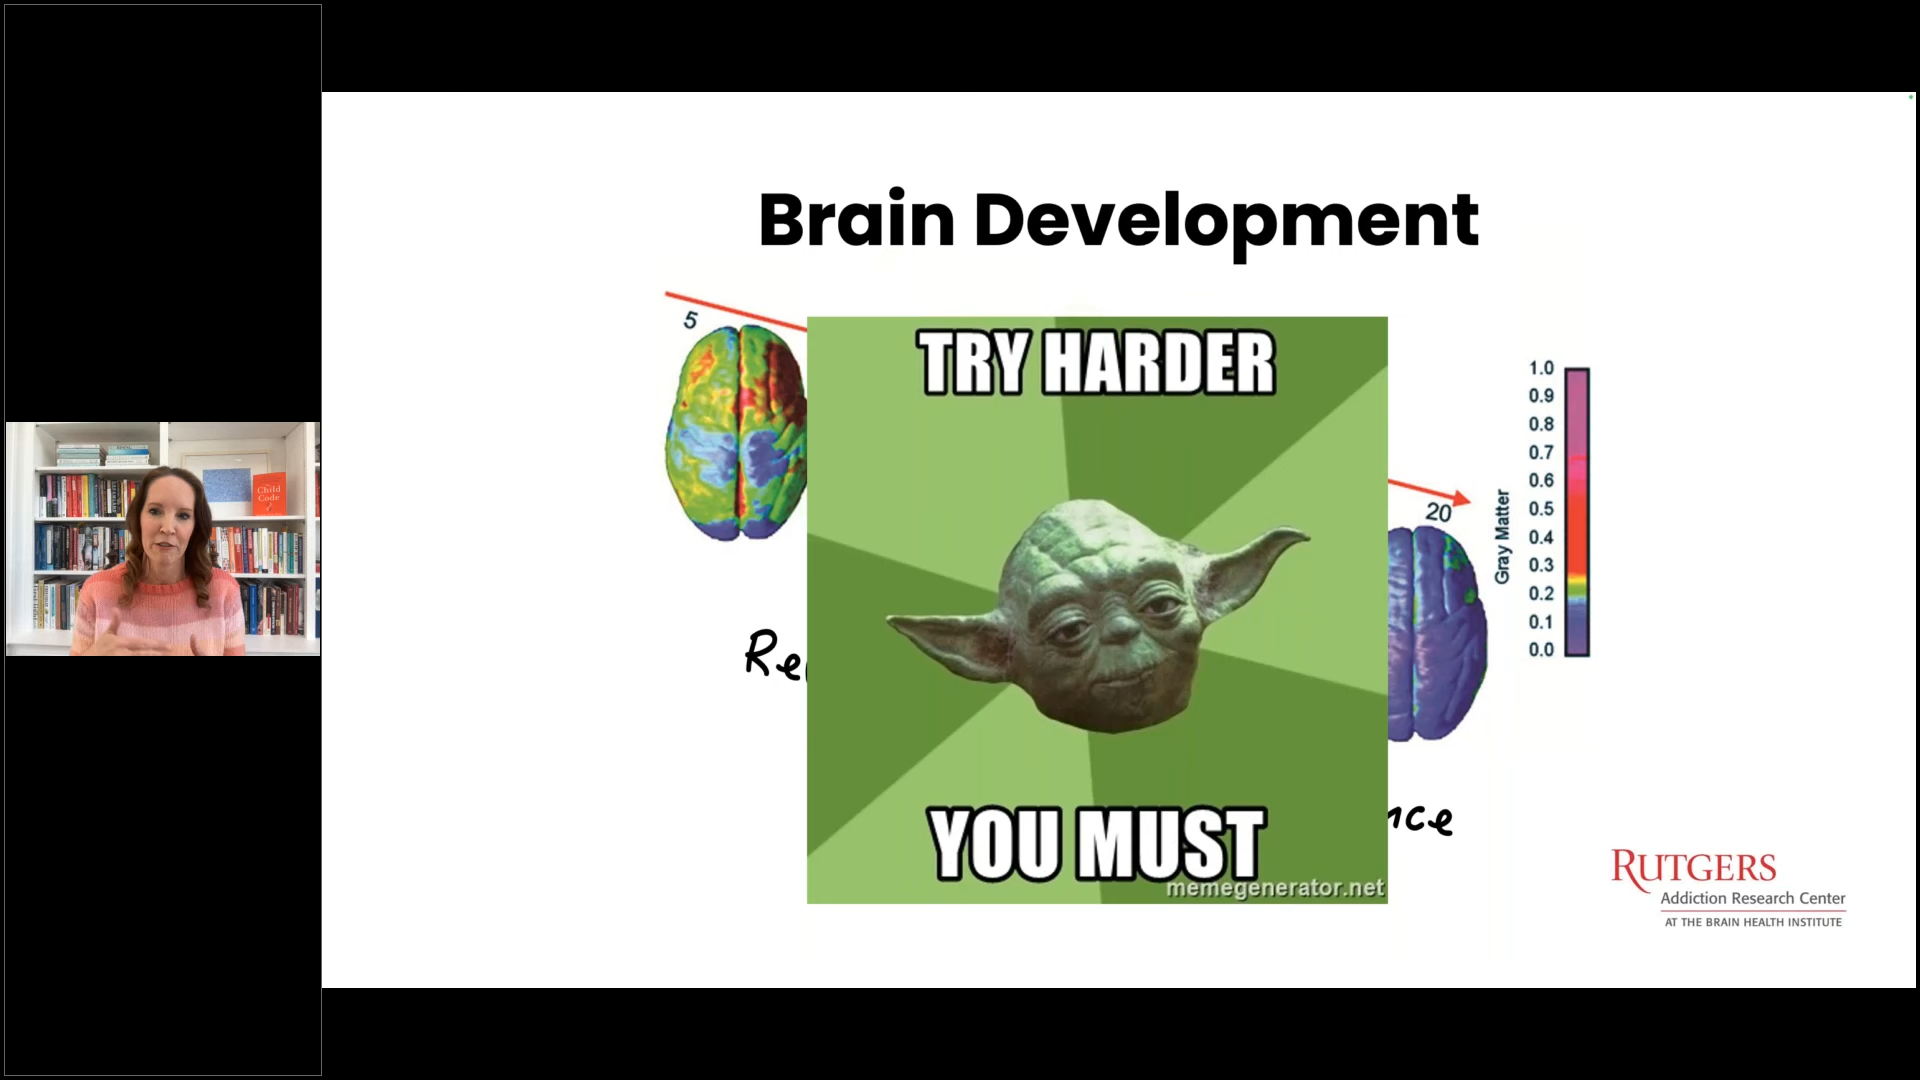 Brain Development
5
TRY HARDER
1.0
0.9
0.8
0.7
0.6
0.5
0.4
0.3
0.2
0.1
0.0
Gray Matter
20
Child
Code
YOU MUST
memegenerator.net
RUTGERS
Addiction Research Center
AT THE BRAIN HEALTH INSTITUTE